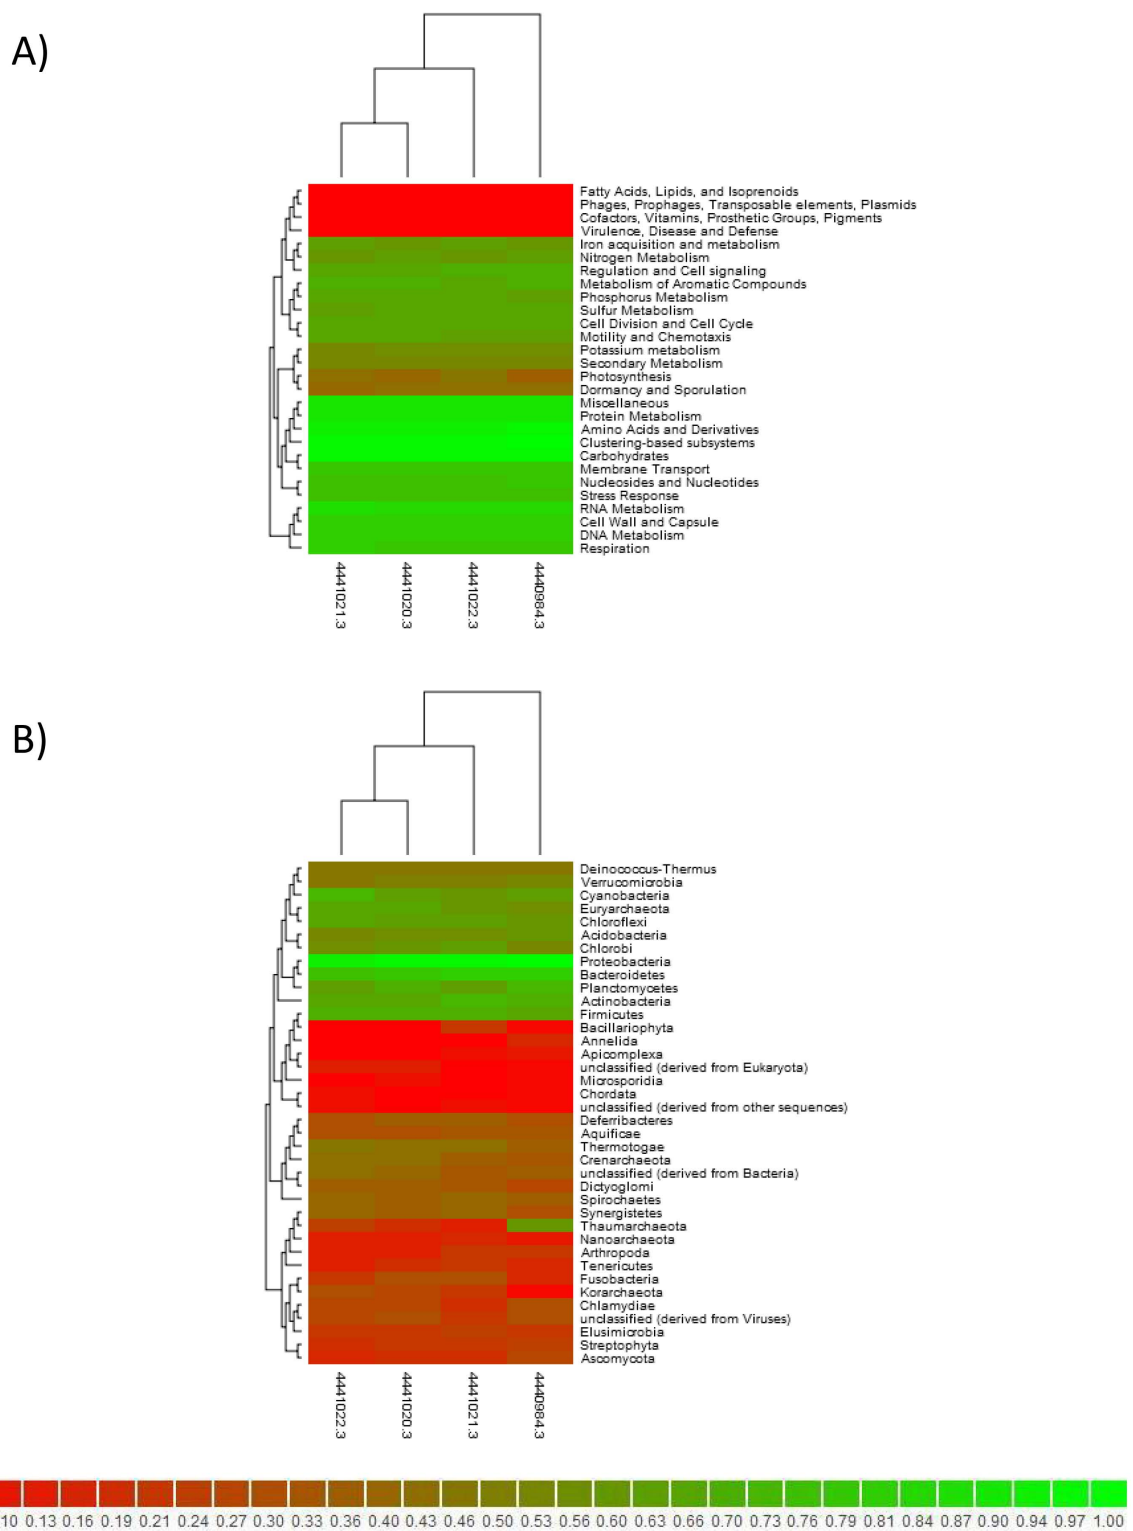 A)
Fatty Acids, Lipids, and Isoprenoids
Phages, Prophages, Transposable elements, Plasmids
Cofactors, Vitamins, Prosthetic Groups, Pigments
Virulence, Disease and Defense
Iron acquisition and metabolism
Nitrogen Metabolism
Regulation and Cell signaling
Metabolism of Aromatic Compounds
Phosphorus Metabolism
Sulfur Metabolism
Cell Division and Cell Cycle
Motility and Chemotaxis
Potassium metabolism
Secondary Metabolism
Photosynthesis
Dormancy and Sporulation
Miscellaneous
Protein Metabolism
Amino Acids and Derivatives
Clustering-based subsystems
Carbohydrates
Membrane Transport
Nucleosides and Nucleotides
Stress Response
RNA Metabolism
Cell Wall and Capsule
DNA Metabolism
Respiration
4441021.3
4441020.3
4441022.3
4440984.3
B)
Deinococcus-Thermus
Verrucomicrobia
Cyanobacteria
Euryarchaeota
Chloroflexi
Acidobacteria
Chlorobi
Proteobacteria
Bacteroidetes
Planctomycetes
Actinobacteria
Firmicutes
Bacillariophyta
Annelida
Apicomplexa
unclassified (derived from Eukaryota)
Microsporidia
Chordata
unclassified (derived from other sequences)
Deferribacteres
Aquificae
Thermotogae
Crenarchaeota
unclassified (derived from Bacteria)
Dictyoglomi
Spirochaetes
Synergistetes
Thaumarchaeota
Nanoarchaeota
Arthropoda
Tenericutes
Fusobacteria
Korarchaeota
Chlamydiae
unclassified (derived from Viruses)
Elusimicrobia
Streptophyta
Ascomycota
4441022.3
4441020.3
4441021.3
4440984.3
10 0.13 0.16 0.19 0.21 0.24 0.27 0.30 0.33 0.36 0.40 0.43 0.46 0.50 0.53 0.56 0.60 0.63 0.66 0.70 0.73 0.76 0.79 0.81 0.84 0.87 0.90 0.94 0.97 1.00